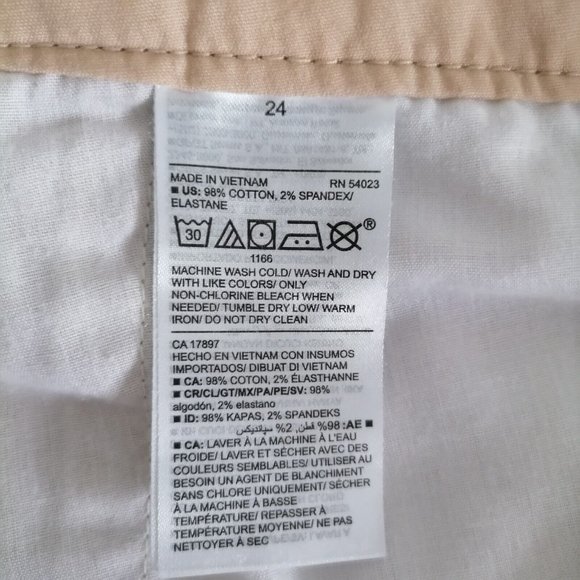 24
MADE IN VIETNAM RN 54023
■ US: 98% COTTON, 2% SPANDEX/
ELASTANE
30 ®
1166
MACHINE WASH COLD/ WASH AND DRY
WITH LIKE COLORS/ ONLY
NON-CHLORINE BLEACH WHEN
NEEDED/ TUMBLE DRY LOW/ WARM
IRON/ DO NOT DRY CLEAN
CA 17897
HECHO EN VIETNAM CON INSUMOS
IMPORTADOS/ DIBUAT DI VIETNAM
■ CA: 98% COTON, 2% ÉLASTHANNE
■ CR/CL/GT/MX/PA/PE/SV: 98%
algodón, 2% elastano
■ ID: 98% KAPAS, 2% SPANDEKS
■ AE: %98 قطن, %2 سپاندیکس
■ CA: LAVER À LA MACHINE À L'EAU
FROIDE/ LAVER ET SÉCHER AVEC DES
COULEURS SEMBLABLES/ UTILISER AU
BESOIN UN AGENT DE BLANCHIMENT
SANS CHLORE UNIQUEMENT/ SÉCHER
À LA MACHINE À BASSE
TEMPÉRATURE/ REPASSER À
TEMPÉRATURE MOYENNE/ NE PAS
NETTOYER À SEC